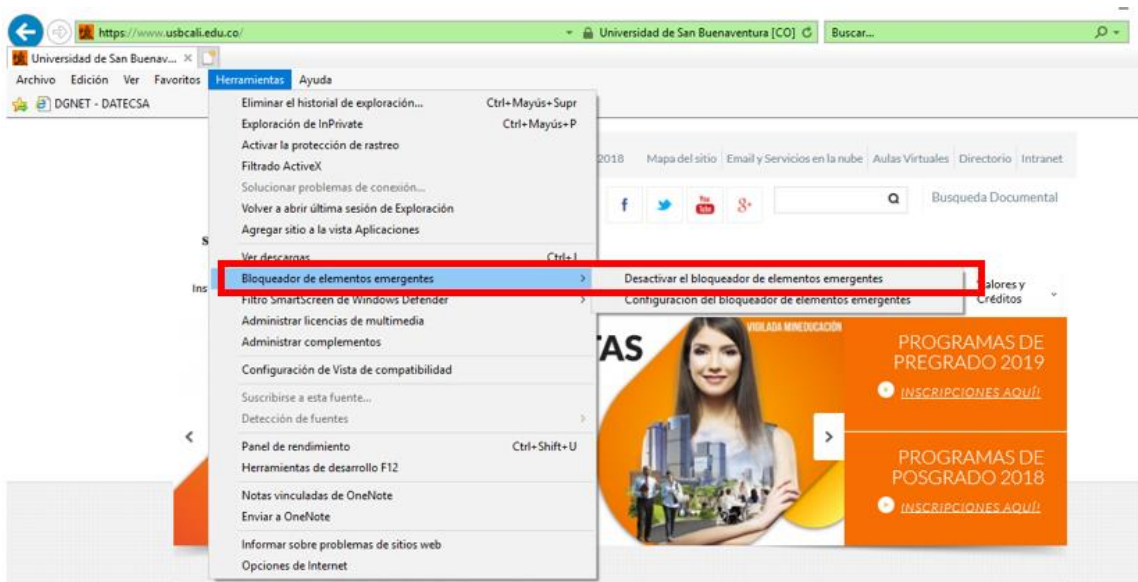 https://www.usbcali.edu.co/
Universidad de San Buenaventura [CO]
Buscar...
Universidad de San Buenav...
Archivo Edición Ver Favoritos Herramientas Ayuda
DGNET - DATECSA
Eliminar el historial de exploración... Ctrl+Mayús+Supr
Exploración de InPrivate Ctrl+Mayús+P
Activar la protección de rastreo
Filtrado ActiveX
Solucionar problemas de conexión...
Volver a abrir última sesión de Exploración
Agregar sitio a la vista Aplicaciones
Ver descargas Ctrl+J
Bloqueador de elementos emergentes
Filtro SmartScreen de Windows Defender
Administrar licencias de multimedia
Administrar complementos
Configuración de Vista de compatibilidad
Suscribirse a esta fuente...
Detección de fuentes
Panel de rendimiento Ctrl+Shift+U
Herramientas de desarrollo F12
Notas vinculadas de OneNote
Enviar a OneNote
Informar sobre problemas de sitios web
Opciones de Internet
Desactivar el bloqueador de elementos emergentes
Configuración del bloqueador de elementos emergentes
2018 Mapa del sitio Email y Servicios en la nube Aulas Virtuales Directorio Intranet
f You Tube 8+
Busqueda Documental
S
Ins
Valores y
Créditos
TAS
VIGILADA MINEDUCACIÓN
PROGRAMAS DE
PREGRADO 2019
INSCRIPCIONES AQUÍ!
PROGRAMAS DE
POSGRADO 2018
INSCRIPCIONES AQUÍ!